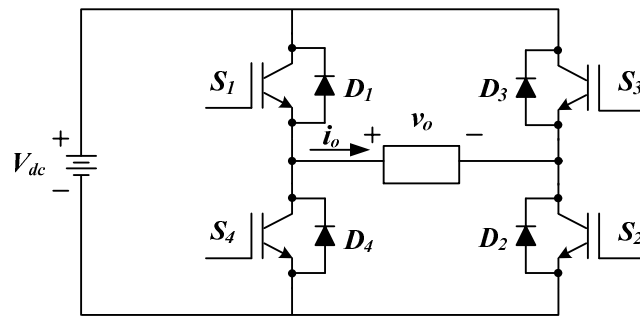 S1
D1
D3
S3
+
Vdc
−
io
+
vo
−
S4
D4
D2
S2